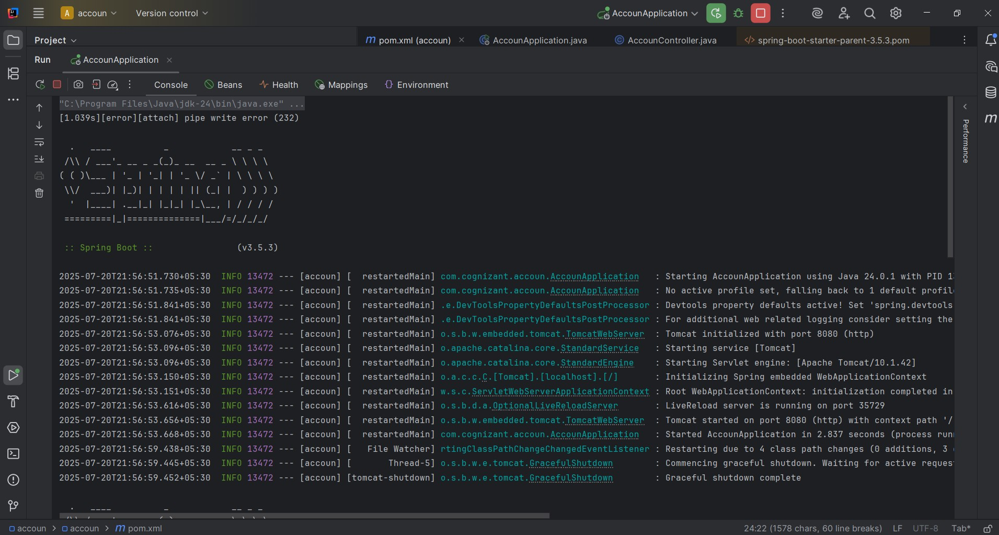 A accoun Version control AccounApplication
Project pom.xml (accoun) AccounApplication.java AccounController.java spring-boot-starter-parent-3.5.3.pom
Run AccounApplication
Console Beans Health Mappings Environment
"C:\Program Files\Java\jdk-24\bin\java.exe" ...
[1.039s][error][attach] pipe write error (232)
  .   ____          _            __ _ _
 /\\ / ___'_ __ _ _(_)_ __  __ _ \ \ \ \
( ( )\___ | '_ | '_| | '_ \/ _` | \ \ \ \
 \\/  ___)| |_)| | | | | || (_| |  ) ) ) )
  '  |____| .__|_| |_|_| |_\__, | / / / /
 =========|_|==============|___/=/_/_/_/
 :: Spring Boot ::                (v3.5.3)
2025-07-20T21:56:51.730+05:30  INFO 13472 --- [accoun] [  restartedMain] com.cognizant.accoun.AccounApplication   : Starting AccounApplication using Java 24.0.1 with PID 13
2025-07-20T21:56:51.735+05:30  INFO 13472 --- [accoun] [  restartedMain] com.cognizant.accoun.AccounApplication   : No active profile set, falling back to 1 default profil
2025-07-20T21:56:51.841+05:30  INFO 13472 --- [accoun] [  restartedMain] .e.DevToolsPropertyDefaultsPostProcessor : Devtools property defaults active! Set 'spring.devtools
2025-07-20T21:56:51.841+05:30  INFO 13472 --- [accoun] [  restartedMain] .e.DevToolsPropertyDefaultsPostProcessor : For additional web related logging consider setting the
2025-07-20T21:56:53.076+05:30  INFO 13472 --- [accoun] [  restartedMain] o.s.b.w.embedded.tomcat.TomcatWebServer  : Tomcat initialized with port 8080 (http)
2025-07-20T21:56:53.096+05:30  INFO 13472 --- [accoun] [  restartedMain] o.apache.catalina.core.StandardService   : Starting service [Tomcat]
2025-07-20T21:56:53.096+05:30  INFO 13472 --- [accoun] [  restartedMain] o.apache.catalina.core.StandardEngine    : Starting Servlet engine: [Apache Tomcat/10.1.42]
2025-07-20T21:56:53.150+05:30  INFO 13472 --- [accoun] [  restartedMain] o.a.c.c.C.[Tomcat].[localhost].[/]       : Initializing Spring embedded WebApplicationContext
2025-07-20T21:56:53.151+05:30  INFO 13472 --- [accoun] [  restartedMain] w.s.c.ServletWebServerApplicationContext : Root WebApplicationContext: initialization completed in
2025-07-20T21:56:53.616+05:30  INFO 13472 --- [accoun] [  restartedMain] o.s.b.d.a.OptionalLiveReloadServer       : LiveReload server is running on port 35729
2025-07-20T21:56:53.656+05:30  INFO 13472 --- [accoun] [  restartedMain] o.s.b.w.embedded.tomcat.TomcatWebServer  : Tomcat started on port 8080 (http) with context path '/
2025-07-20T21:56:53.668+05:30  INFO 13472 --- [accoun] [  restartedMain] com.cognizant.accoun.AccounApplication   : Started AccounApplication in 2.837 seconds (process run
2025-07-20T21:56:59.438+05:30  INFO 13472 --- [accoun] [   File Watcher] rtingClassPathChangeChangedEventListener : Restarting due to 4 class path changes (0 additions, 3
2025-07-20T21:56:59.445+05:30  INFO 13472 --- [accoun] [       Thread-5] o.s.b.w.e.tomcat.GracefulShutdown        : Commencing graceful shutdown. Waiting for active reques
2025-07-20T21:56:59.452+05:30  INFO 13472 --- [accoun] [tomcat-shutdown] o.s.b.w.e.tomcat.GracefulShutdown        : Graceful shutdown complete
  .   ____          _            __ _ _
Performance
accoun > accoun > pom.xml 24:22 (1578 chars, 60 line breaks) LF UTF-8 Tab*